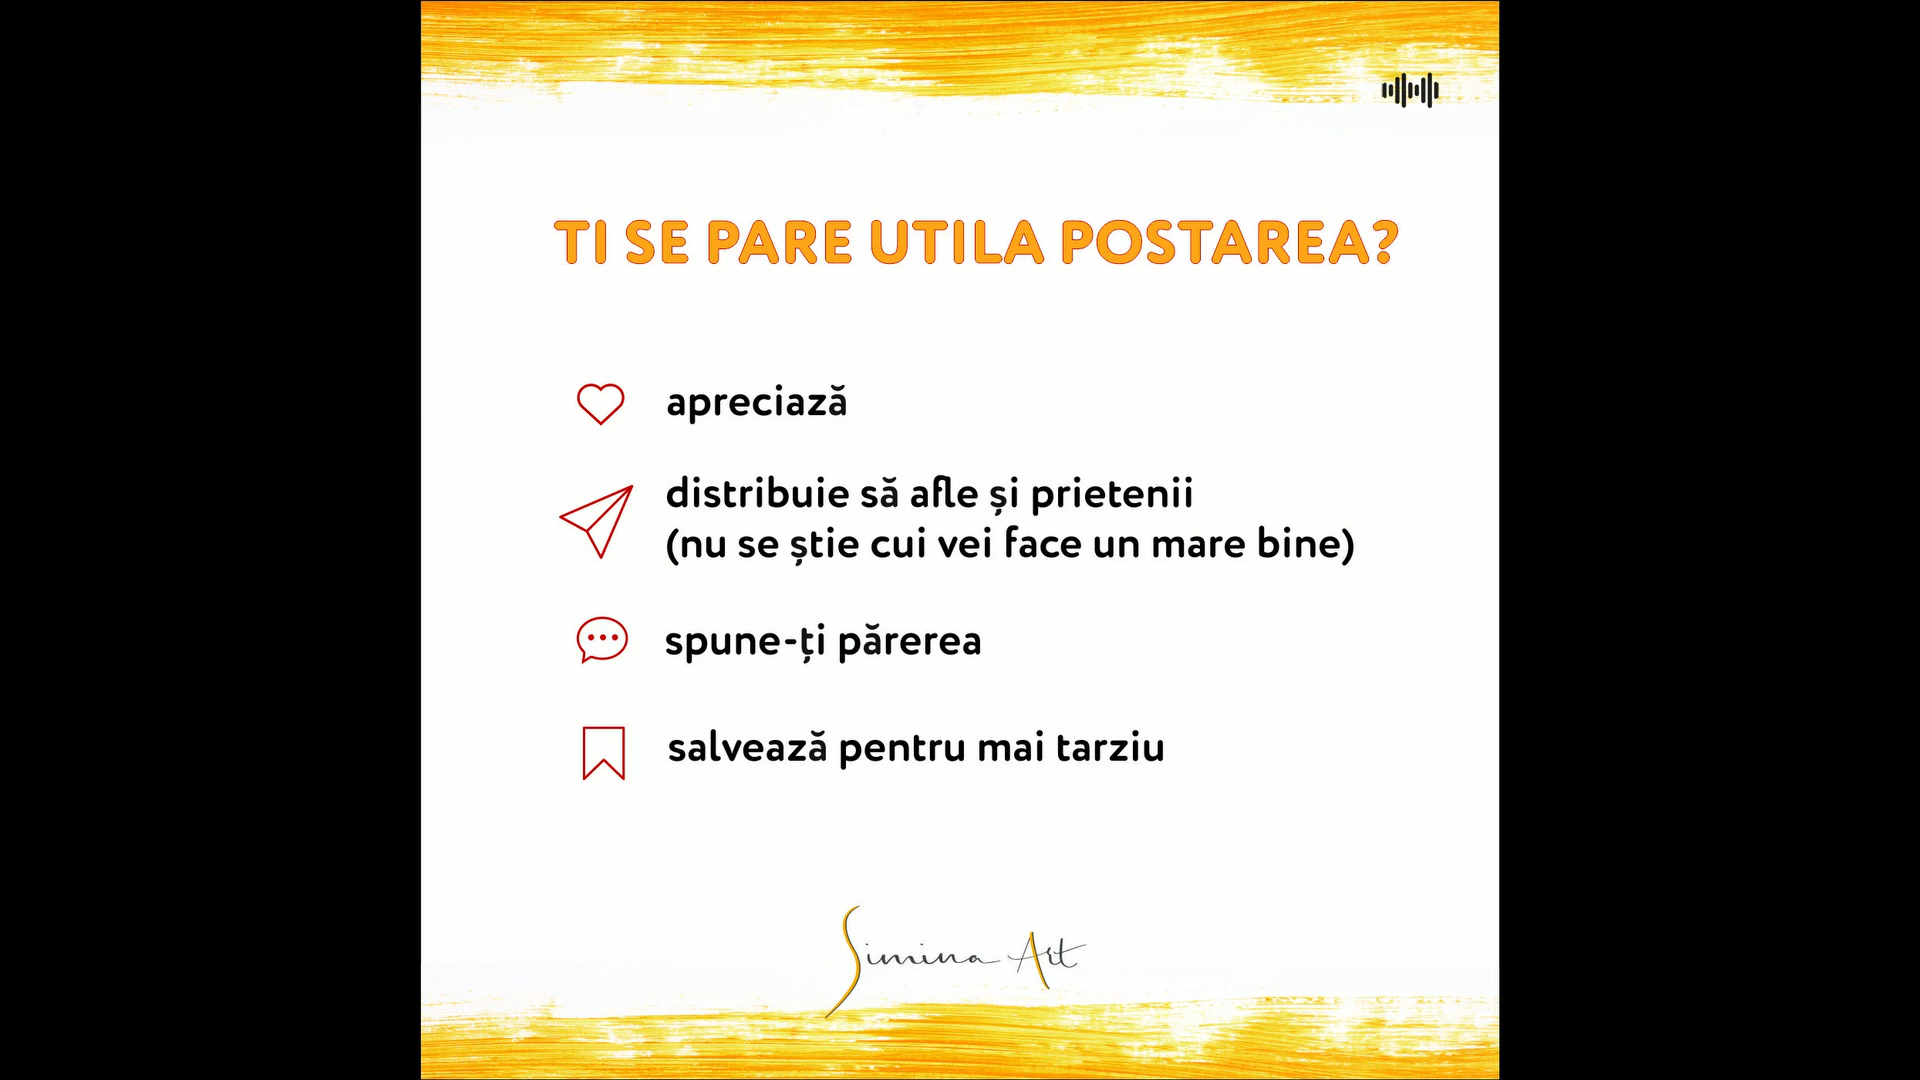 TI SE PARE UTILA POSTAREA?
apreciază
distribuie să afle și prietenii
(nu se știe cui vei face un mare bine)
spune-ți părerea
salvează pentru mai tarziu
Simina Art